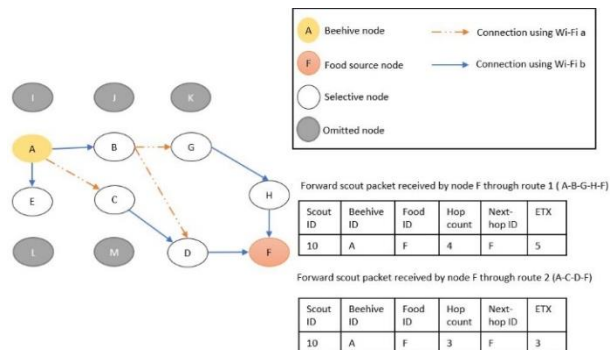 A Beehive node
Connection using Wi-Fi a
F Food source node
Connection using Wi-Fi b
Selective node
Omitted node
I J K
A B G
E C H
L M D F
Forward scout packet received by node F through route 1 ( A-B-G-H-F)
Scout ID Beehive ID Food ID Hop count Next-hop ID ETX
10 A F 4 F 5
Forward scout packet received by node F through route 2 (A-C-D-F)
Scout ID Beehive ID Food ID Hop count Next-hop ID ETX
10 A F 3 F 3